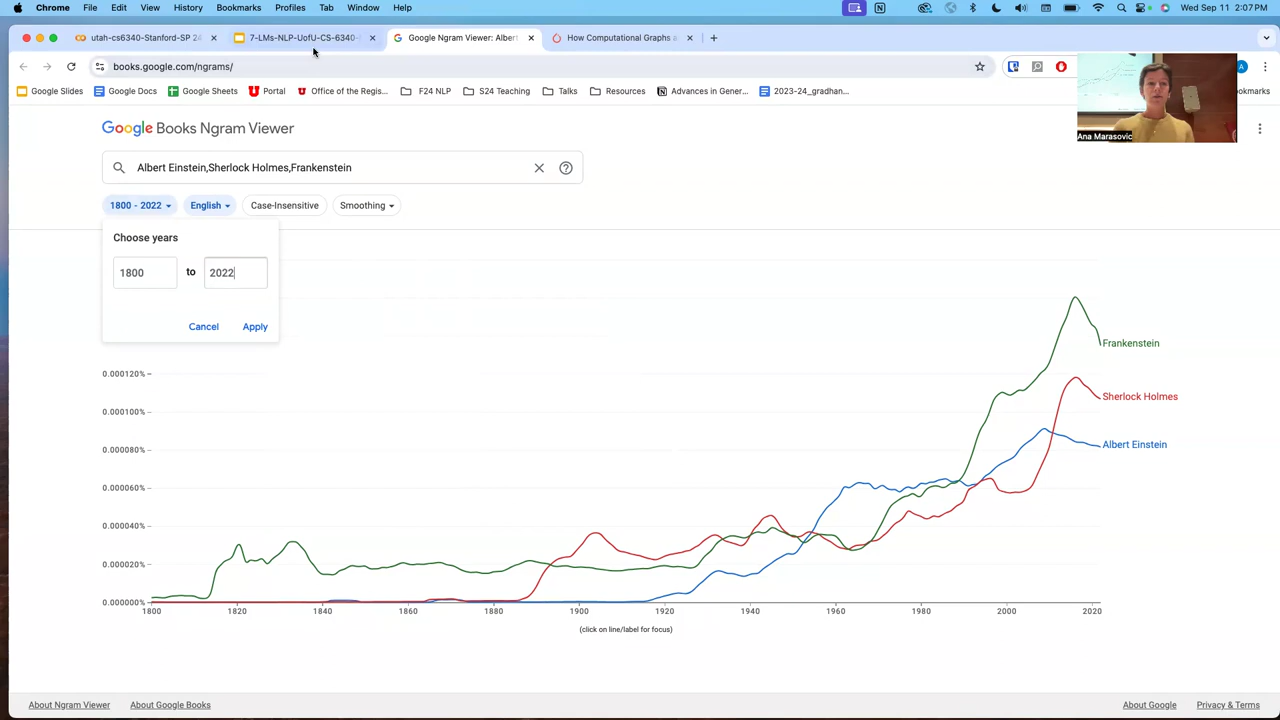 Chrome File Edit View History Bookmarks Profiles Tab Window Help Wed Sep 11 2:07 PM
utah-cs6340-Stanford-SP 24 7-LMs-NLP-UofU-CS-6340- Google Ngram Viewer: Albert How Computational Graphs a
books.google.com/ngrams/
Google Slides Google Docs Google Sheets Portal Office of the Regi... F24 NLP S24 Teaching Talks Resources Advances in Gener... 2023-24_gradhan... okmarks
Ana Marasovic
Google Books Ngram Viewer
Albert Einstein,Sherlock Holmes,Frankenstein
1800 - 2022 English Case-Insensitive Smoothing
Choose years
1800 to 2022
Cancel Apply
Frankenstein
0.000120%
Sherlock Holmes
0.000100%
0.000080%
Albert Einstein
0.000060%
0.000040%
0.000020%
0.000000%
1800 1820 1840 1860 1880 1900 1920 1940 1960 1980 2000 2020
(click on line/label for focus)
About Ngram Viewer About Google Books About Google Privacy & Terms